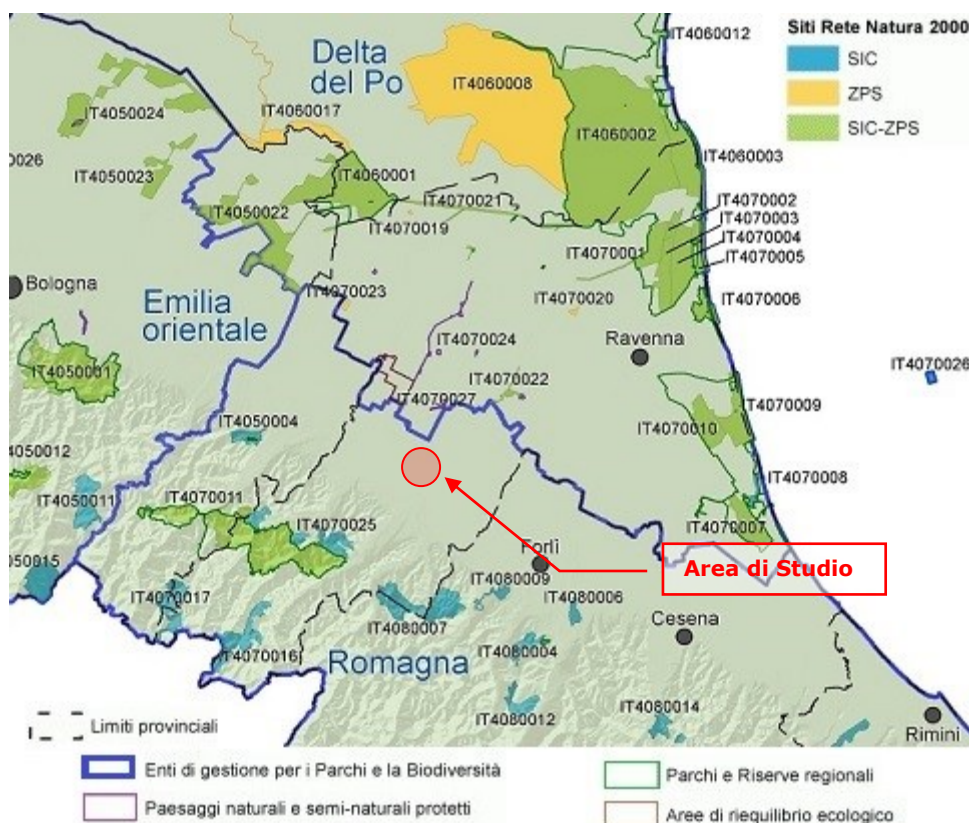 Siti Rete Natura 2000
SIC
ZPS
SIC-ZPS
Delta
del Po
IT4060012
IT4060008
IT4050024
IT4060017
IT4060002
0026
IT4050023
IT4060001
IT4060003
IT4070021
IT4050022
IT4070002
IT4070003
IT4070019
IT4070001
IT4070004
IT4070005
Bologna
Emilia
orientale
IT4070023
IT4070020
IT4070006
IT4070024
Ravenna
IT4070026
IT4050001
IT4070022
IT4070027
IT4070009
IT4050004
IT4070010
4050012
IT4050011
IT4070011
IT4070008
IT4070025
IT4070007
Forlì
Area di Studio
0015
IT4080009
IT4070017
IT4080006
IT4080007
Cesena
IT4070016
Romagna
IT4080004
IT4080012
IT4080014
Rimini
Limiti provinciali
Enti di gestione per i Parchi e la Biodiversità
Parchi e Riserve regionali
Paesaggi naturali e semi-naturali protetti
Aree di riequilibrio ecologico